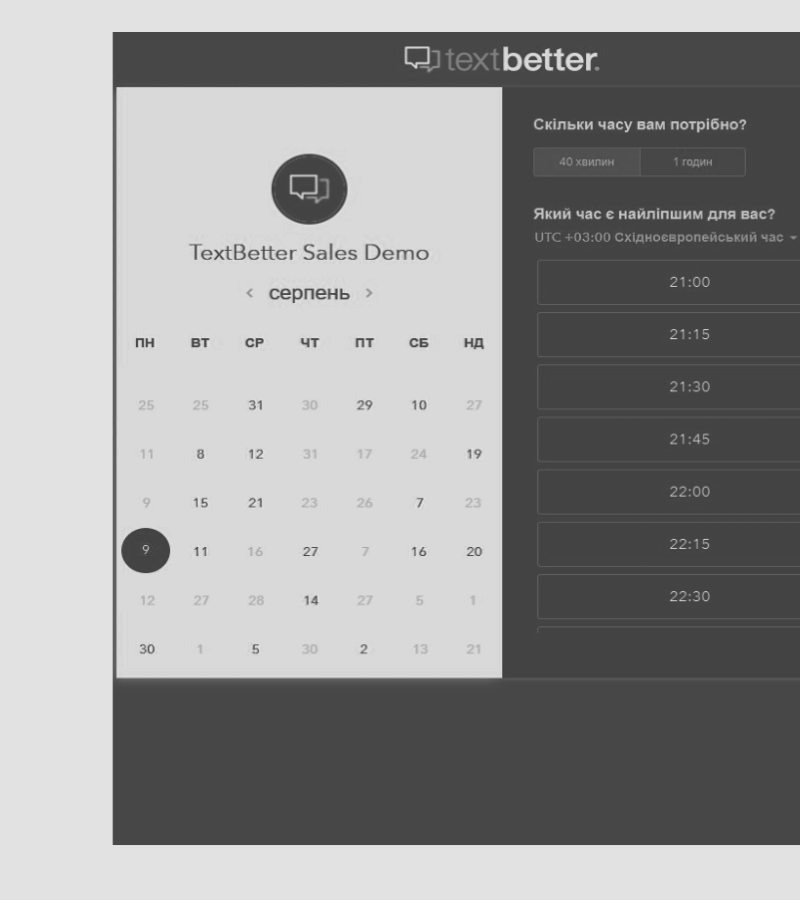 textbetter.
TextBetter Sales Demo
< серпень >
ПН ВТ СР ЧТ ПТ СБ НД
25 25 31 30 29 10 27
11 8 12 31 17 24 19
9 15 21 23 26 7 23
9 11 16 27 7 16 20
12 27 28 14 27 5 1
30 1 5 30 2 13 21
Скільки часу вам потрібно?
40 хвилин 1 годин
Який час є найліпшим для вас?
UTC +03:00 Східноєвропейський час
21:00
21:15
21:30
21:45
22:00
22:15
22:30